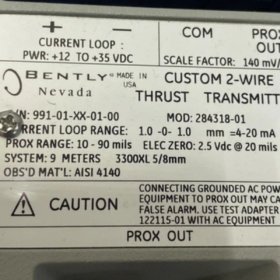 COM PROX
CURRENT LOOP : OUT
PWR: +12 TO +35 VDC SCALE FACTOR: 140 mV/
BENTLY MADE IN CUSTOM 2-WIRE
Nevada USA THRUST TRANSMITT
/N: 991-01-XX-01-00 MOD: 284318-01
CURRENT LOOP RANGE: 1.0 -0- 1.0 mm =4-20 mA
PROX RANGE: 10 - 90 mils ELEC ZERO: 2.5 Vdc @ 20 mils
SYSTEM: 9 METERS 3300XL 5/8mm
OBS'D MAT'L: AISI 4140
CAUTION
CONNECTING GROUNDED AC POW
EQUIPMENT TO PROX OUT MAY CA
OUTPUT. USE TEST ADAPTER
122115-01 WITH AC EQUIP
PROX OUT